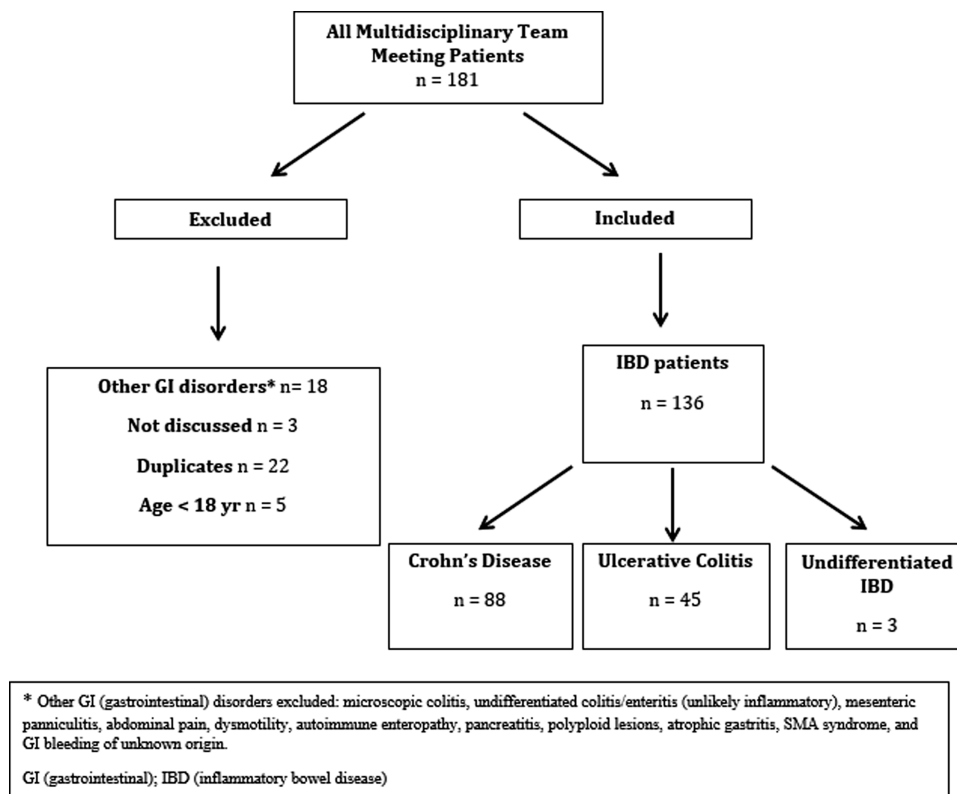 All Multidisciplinary Team
Meeting Patients
n = 181
Excluded
Included
Other GI disorders* n= 18
Not discussed n = 3
Duplicates n = 22
Age < 18 yr n = 5
IBD patients
n = 136
Crohn's Disease
n = 88
Ulcerative Colitis
n = 45
Undifferentiated
IBD
n = 3
* Other GI (gastrointestinal) disorders excluded: microscopic colitis, undifferentiated colitis/enteritis (unlikely inflammatory), mesenteric
panniculitis, abdominal pain, dysmotility, autoimmune enteropathy, pancreatitis, polyploid lesions, atrophic gastritis, SMA syndrome, and
GI bleeding of unknown origin.
GI (gastrointestinal); IBD (inflammatory bowel disease)